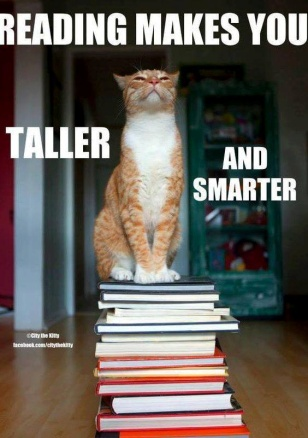 READING MAKES YOU
TALLER
AND
SMARTER
©City the Kitty
facebook.com/citythekitty